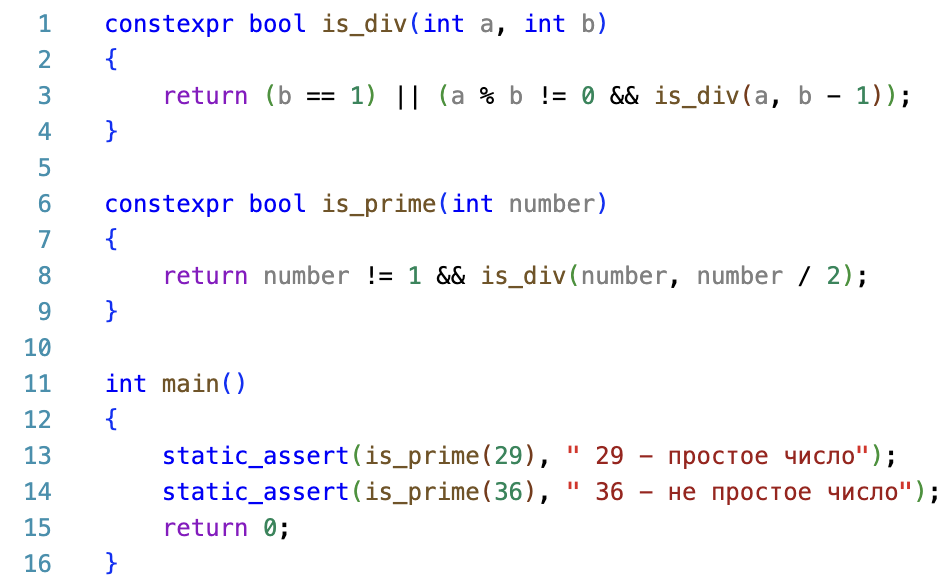 1 constexpr bool is_div(int a, int b)
2 {
3 return (b == 1) || (a % b != 0 && is_div(a, b - 1));
4 }
5
6 constexpr bool is_prime(int number)
7 {
8 return number != 1 && is_div(number, number / 2);
9 }
10
11 int main()
12 {
13 static_assert(is_prime(29), " 29 - простое число");
14 static_assert(is_prime(36), " 36 - не простое число");
15 return 0;
16 }